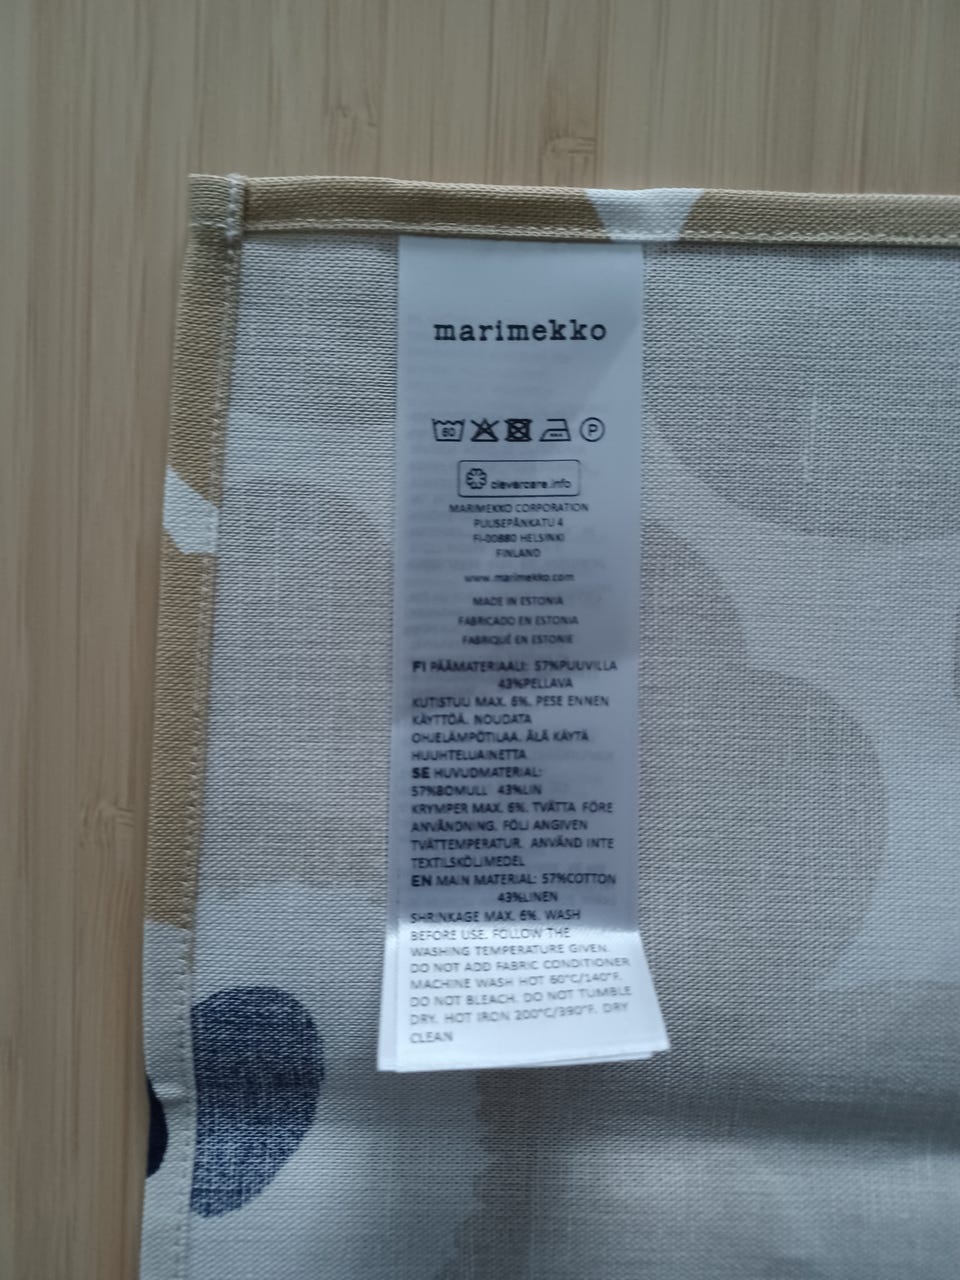 marimekko
60 P
clevercare.info
MARIMEKKO CORPORATION
PUUSEPÄNKATU 4
FI-00880 HELSINKI
FINLAND
www.marimekko.com
MADE IN ESTONIA
FABRICADO EN ESTONIA
FABRIQUÉ EN ESTONIE
FI PÄÄMATERIAALI: 57%PUUVILLA
43%PELLAVA
KUTISTUU MAX. 6%. PESE ENNEN
KÄYTTÖÄ. NOUDATA
OHJELÄMPÖTILAA. ÄLÄ KÄYTÄ
HUUHTELUAINETTA
SE HUVUDMATERIAL:
57%BOMULL 43%LIN
KRYMPER MAX. 6%. TVÄTTA FÖRE
ANVÄNDNING. FÖLJ ANGIVEN
TVÄTTEMPERATUR. ANVÄND INTE
TEXTILSKÖLJMEDEL
EN MAIN MATERIAL: 57%COTTON
43%LINEN
SHRINKAGE MAX. 6%. WASH
BEFORE USE. FOLLOW THE
WASHING TEMPERATURE GIVEN.
DO NOT ADD FABRIC CONDITIONER
MACHINE WASH HOT 60°C/140°F.
DO NOT BLEACH. DO NOT TUMBLE
DRY. HOT IRON 200°C/390°F. DRY
CLEAN